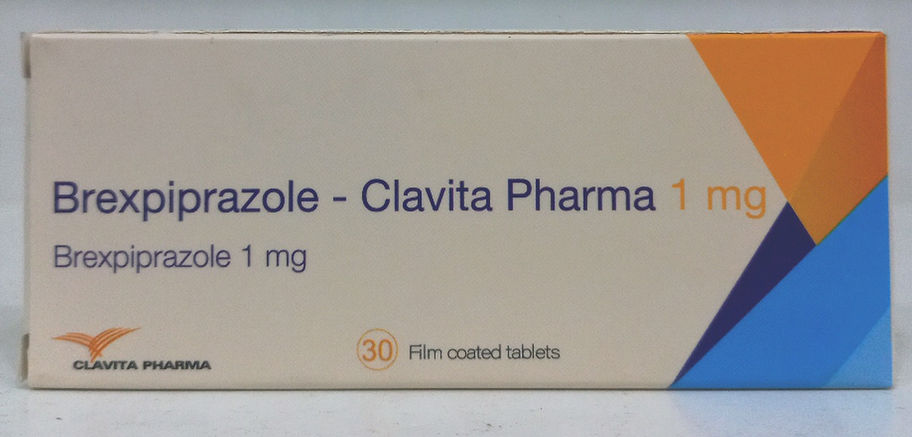 Brexpiprazole - Clavita Pharma 1 mg
Brexpiprazole 1 mg
CLAVITA PHARMA
30 Film coated tablets